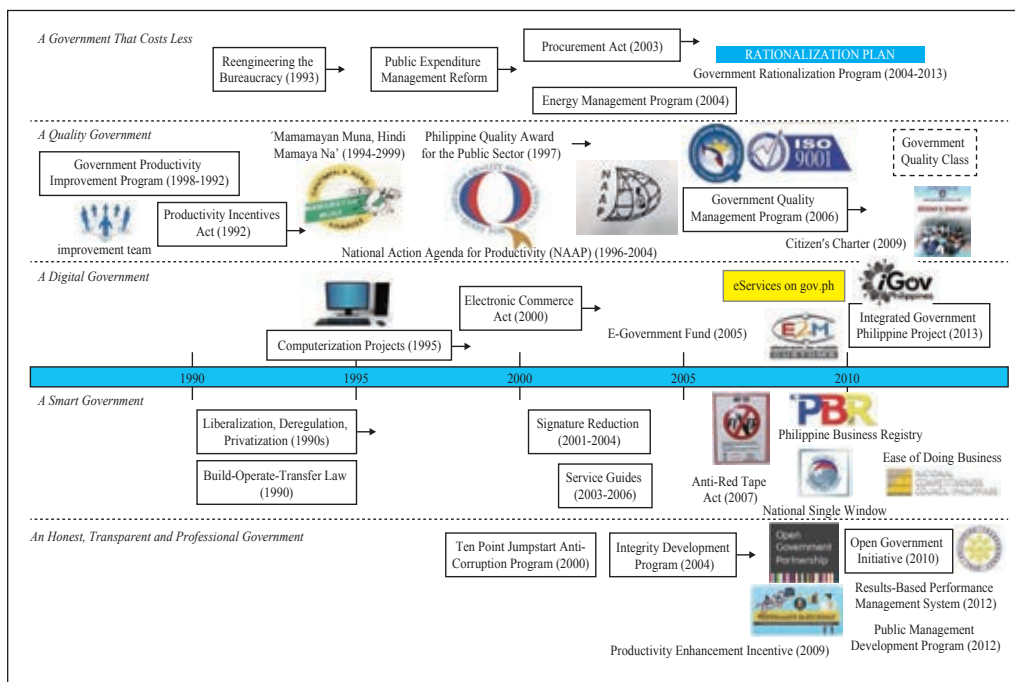 A Government That Costs Less
Reengineering the
Bureaucracy (1993)
Public Expenditure
Management Reform
Procurement Act (2003)
RATIONALIZATION PLAN
Government Rationalization Program (2004-2013)
Energy Management Program (2004)
A Quality Government
Government Productivity
Improvement Program (1998-1992)
improvement team
Productivity Incentives
Act (1992)
'Mamamayan Muna, Hindi
Mamaya Na' (1994-2999)
Philippine Quality Award
for the Public Sector (1997)
NAAP
National Action Agenda for Productivity (NAAP) (1996-2004)
ISO
9001
Government Quality
Management Program
(2006)
Government
Quality Class
Citizen's Charter (2009)
A Digital Government
Computerization Projects (1995)
Electronic Commerce
Act (2000)
E-Government Fund (2005)
eServices on gov.ph
E2M
CUSTOMS
iGov
Philippines
Integrated Government
Philippine Project (2013)
1990
1995
2000
2005
2010
A Smart Government
Liberalization, Deregulation,
Privatization (1990s)
Build-Operate-Transfer Law
(1990)
Signature Reduction
(2001-2004)
Service Guides
(2003-2006)
Anti-Red Tape
Act (2007)
PBR
Philippine Business Registry
National Single Window
Ease of Doing Business
NATIONAL
COMPETITIVENESS
COUNCIL PHILIPPINES
An Honest, Transparent and Professional Government
Ten Point Jumpstart Anti-
Corruption Program (2000)
Integrity Development
Program (2004)
Open
Government
Partnership
Open Government
Initiative (2010)
Results-Based Performance
Management System (2012)
Productivity Enhancement Incentive (2009)
Public Management
Development Program (2012)